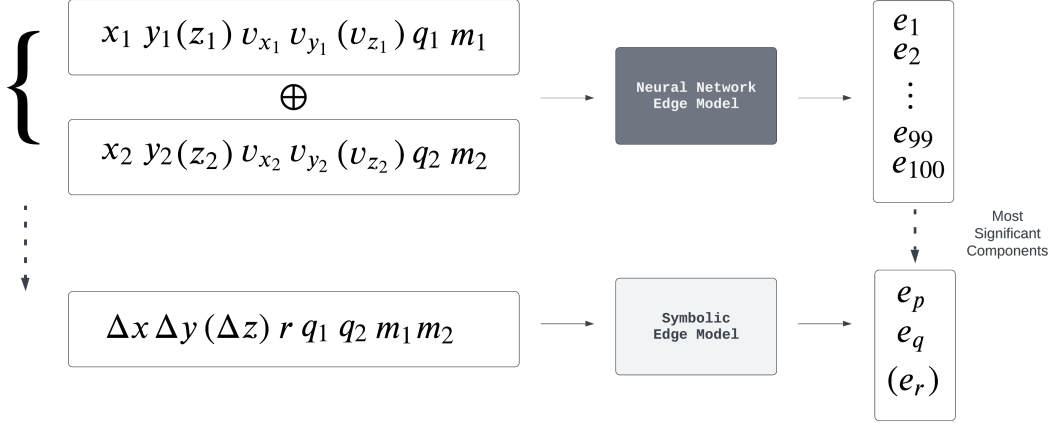 {
x₁ y₁(z₁) v_{x₁} v_{y₁} (v_{z₁}) q₁ m₁
⊕
x₂ y₂(z₂) v_{x₂} v_{y₂} (v_{z₂}) q₂ m₂
Neural Network
Edge Model
e₁
e₂
⋮
e₉₉
e₁₀₀
Most
Significant
Components
Δx Δy (Δz) r q₁ q₂ m₁ m₂
Symbolic
Edge Model
e_p
e_q
(e_r)